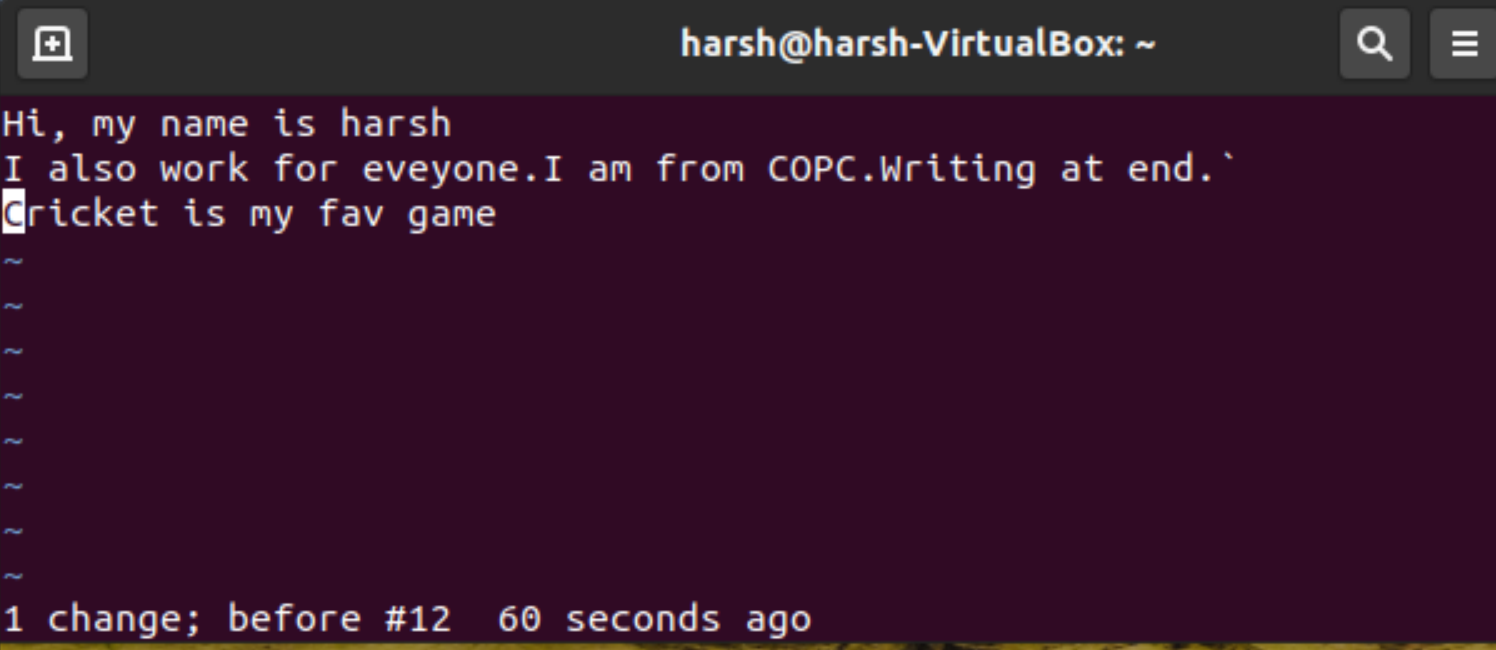 harsh@harsh-VirtualBox: ~
Hi, my name is harsh
I also work for eveyone.I am from COPC.Writing at end.`
Cricket is my fav game
~
~
~
~
~
~
~
~
1 change; before #12  60 seconds ago